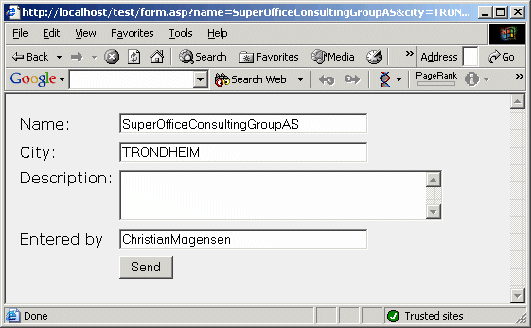 http://localhost/test/form.asp?name=SuperOfficeConsultingGroupAS&city=TRON...
File Edit View Favorites Tools Help
Back Search Favorites Media Address Go
Google Search Web PageRank
Name: SuperOfficeConsultingGroupAS
City: TRONDHEIM
Description:
Entered by ChristianMogensen
Send
Done Trusted sites